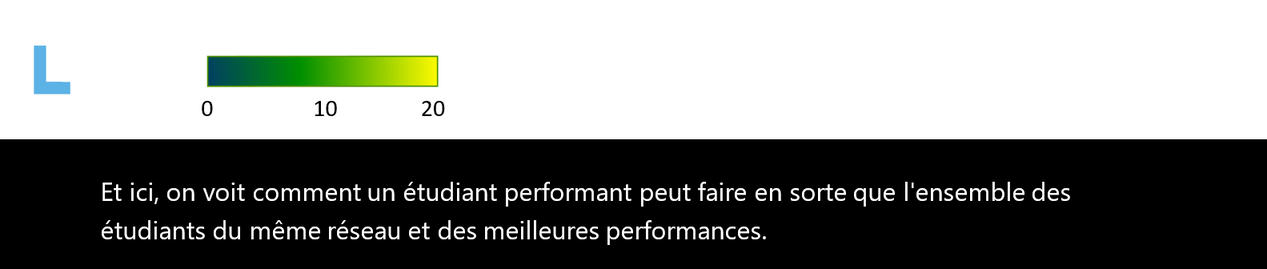 L
0 10 20
Et ici, on voit comment un étudiant performant peut faire en sorte que l'ensemble des
étudiants du même réseau et des meilleures performances.